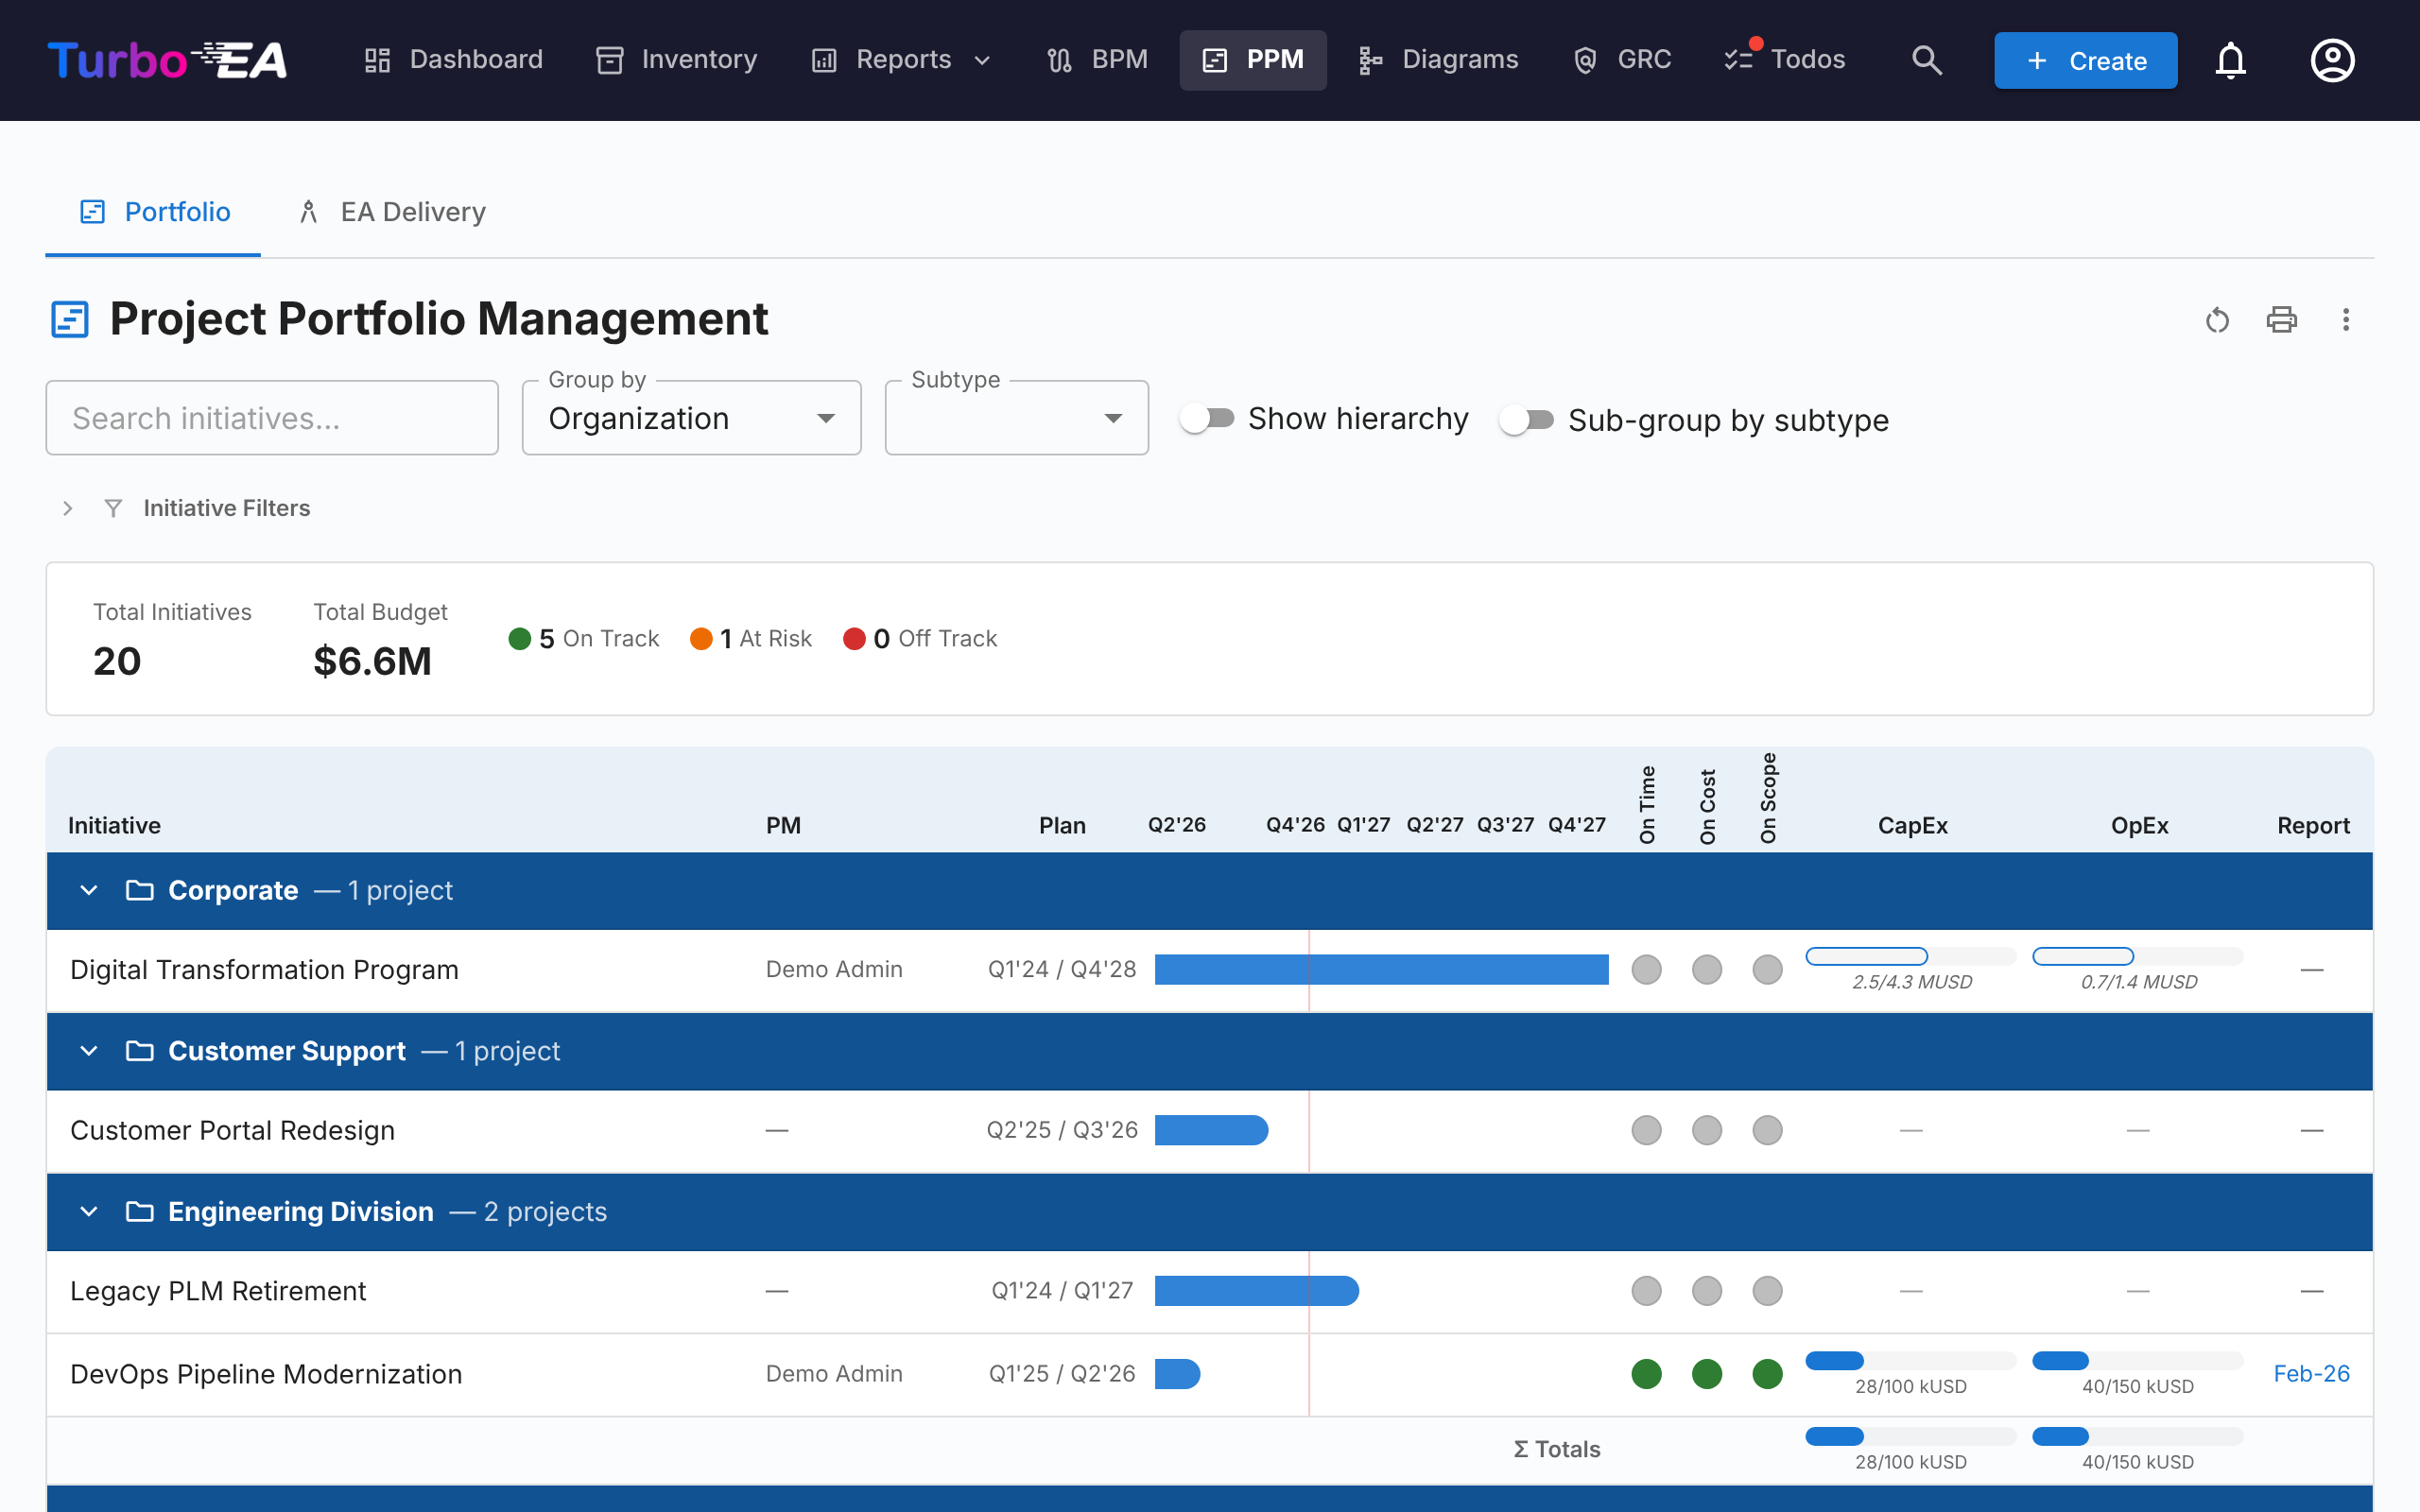 Turbo EA Dashboard Inventory Reports BPM PPM Diagrams GRC Todos + Create
Portfolio EA Delivery
Project Portfolio Management
Search initiatives...
Group by
Organization
Subtype
Show hierarchy
Sub-group by subtype
Initiative Filters
Total Initiatives
20
Total Budget
$6.6M
5 On Track 1 At Risk 0 Off Track
Initiative PM Plan Q2'26 Q4'26 Q1'27 Q2'27 Q3'27 Q4'27 On Time On Cost On Scope CapEx OpEx Report
Corporate — 1 project
Digital Transformation Program Demo Admin Q1'24 / Q4'28 2.5/4.3 MUSD 0.7/1.4 MUSD —
Customer Support — 1 project
Customer Portal Redesign — Q2'25 / Q3'26 — — —
Engineering Division — 2 projects
Legacy PLM Retirement — Q1'24 / Q1'27 — — —
DevOps Pipeline Modernization Demo Admin Q1'25 / Q2'26 28/100 kUSD 40/150 kUSD Feb-26
Σ Totals 28/100 kUSD 40/150 kUSD